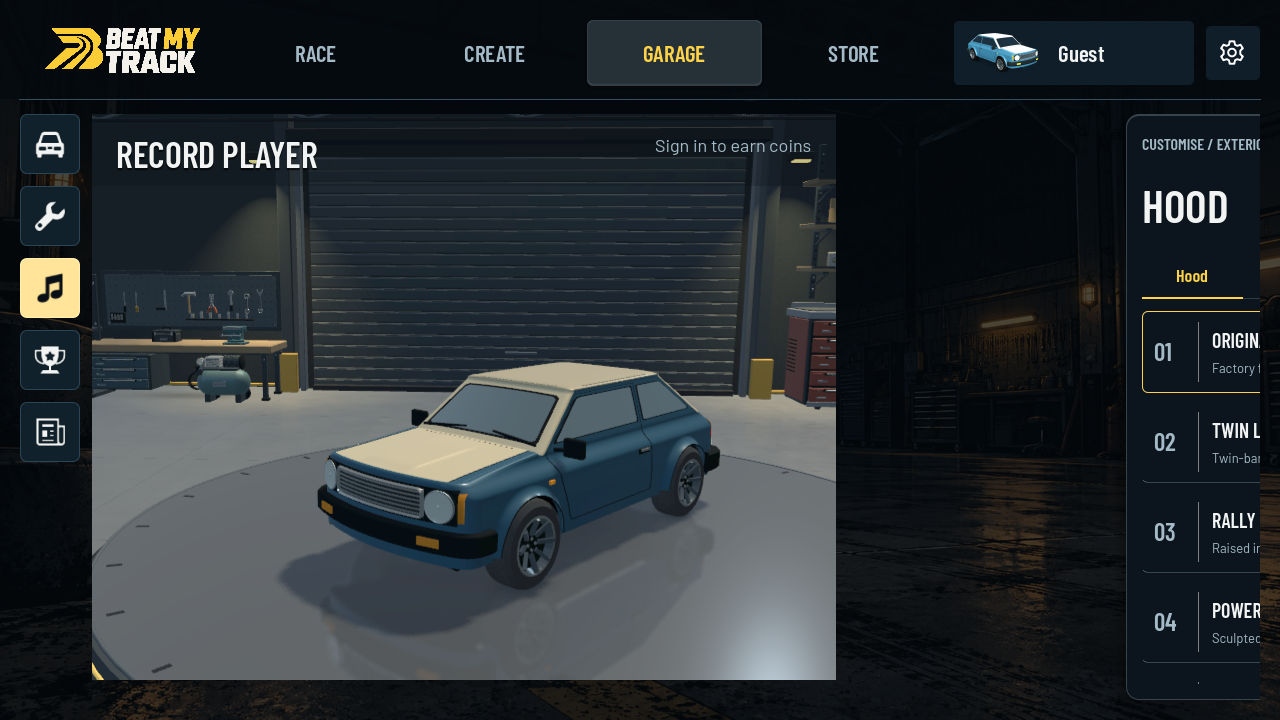 BEAT MY
TRACK
RACE
CREATE
GARAGE
STORE
Guest
RECORD PLAYER
Sign in to earn coins
CUSTOMISE / EXTERIO
HOOD
Hood
01
ORIGIN
Factory
02
TWIN L
Twin-bar
03
RALLY
Raised in
04
POWER
Sculpted